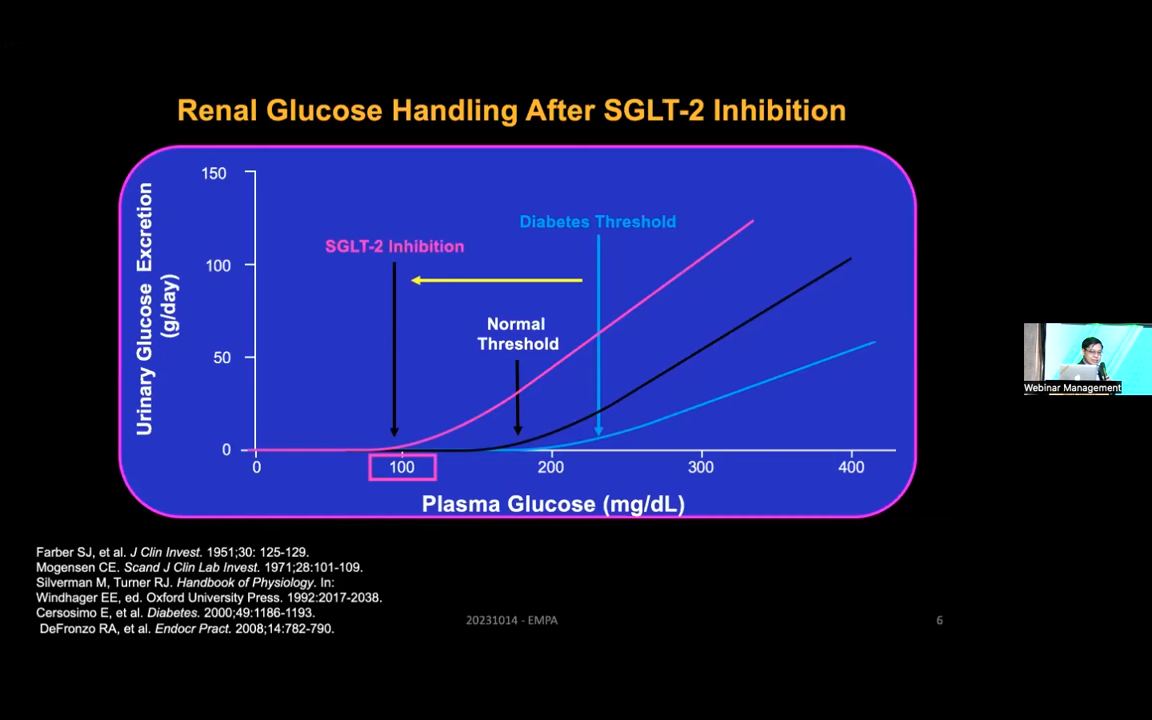 Renal Glucose Handling After SGLT-2 Inhibition
Urinary Glucose Excretion
(g/day)
150
100
50
0
SGLT-2 Inhibition
Diabetes Threshold
Normal
Threshold
0
100
200
300
400
Plasma Glucose (mg/dL)
Webinar Management
Farber SJ, et al. J Clin Invest. 1951;30: 125-129.
Mogensen CE. Scand J Clin Lab Invest. 1971;28:101-109.
Silverman M, Turner RJ. Handbook of Physiology. In:
Windhager EE, ed. Oxford University Press. 1992:2017-2038.
Cersosimo E, et al. Diabetes. 2000;49:1186-1193.
DeFronzo RA, et al. Endocr Pract. 2008;14:782-790.
20231014 - EMPA
6